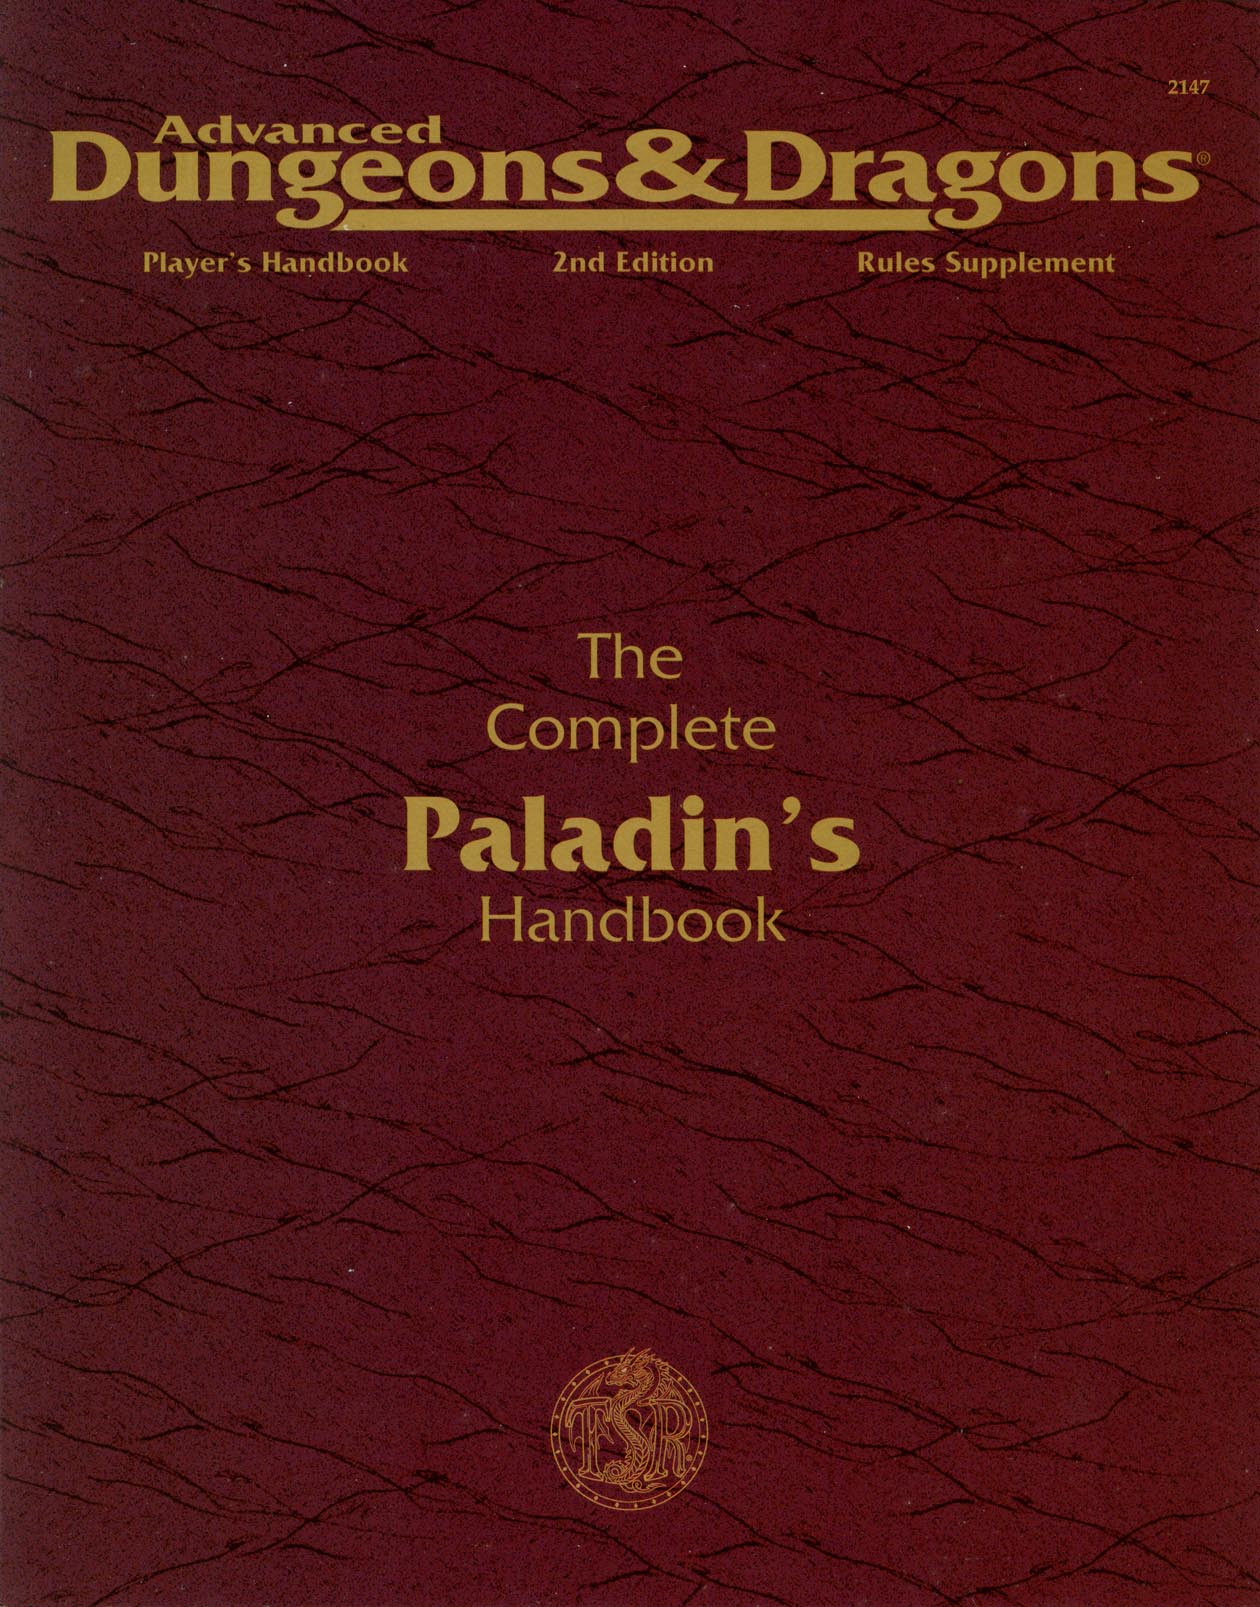 2147
Advanced
Dungeons & Dragons®
Player's Handbook 2nd Edition Rules Supplement
The
Complete
Paladin's
Handbook
TSR®